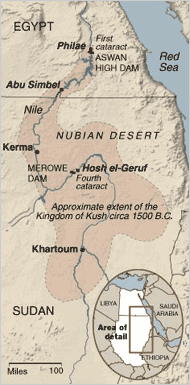 EGYPT
First
cataract
Philae
ASWAN
HIGH DAM
Red
Sea
Abu Simbel
Nile
NUBIAN DESERT
Kerma
MEROWE
DAM
Hosh el-Geruf
Fourth
cataract
Approximate extent of the
Kingdom of Kush circa 1500 B.C.
Khartoum
SUDAN
LIBYA
SAUDI
ARABIA
Area of
detail
ETHIOPIA
Miles 100